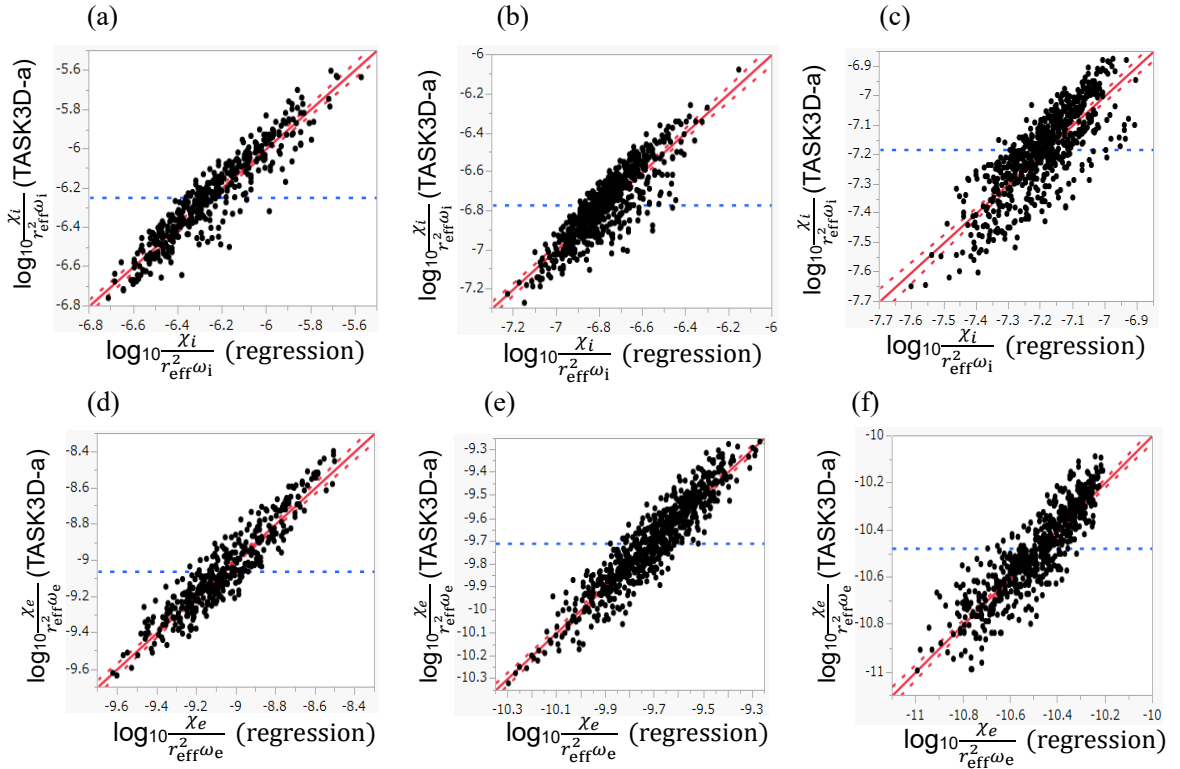 (a)
(b)
(c)
log10 χi / r²eff ωi (TASK3D-a)
-5.6
-5.8
-6
-6.2
-6.4
-6.6
-6.8
-6.8 -6.6 -6.4 -6.2 -6 -5.8 -5.6
log10 χi / r²eff ωi (regression)
log10 χi / r²eff ωi (TASK3D-a)
-6
-6.2
-6.4
-6.6
-6.8
-7
-7.2
-7.2 -7 -6.8 -6.6 -6.4 -6.2 -6
log10 χi / r²eff ωi (regression)
log10 χi / r²eff ωi (TASK3D-a)
-6.9
-7
-7.1
-7.2
-7.3
-7.4
-7.5
-7.6
-7.7
-7.7 -7.6 -7.5 -7.4 -7.3 -7.2 -7.1 -7 -6.9
log10 χi / r²eff ωi (regression)
(d)
(e)
(f)
log10 χe / r²eff ωe (TASK3D-a)
-8.4
-8.6
-8.8
-9
-9.2
-9.4
-9.6
-9.6 -9.4 -9.2 -9 -8.8 -8.6 -8.4
log10 χe / r²eff ωe (regression)
log10 χe / r²eff ωe (TASK3D-a)
-9.3
-9.4
-9.5
-9.6
-9.7
-9.8
-9.9
-10
-10.1
-10.2
-10.3
-10.3 -10.1 -9.9 -9.7 -9.5 -9.3
log10 χe / r²eff ωe (regression)
log10 χe / r²eff ωe (TASK3D-a)
-10
-10.2
-10.4
-10.6
-10.8
-11
-11 -10.8 -10.6 -10.4 -10.2 -10
log10 χe / r²eff ωe (regression)